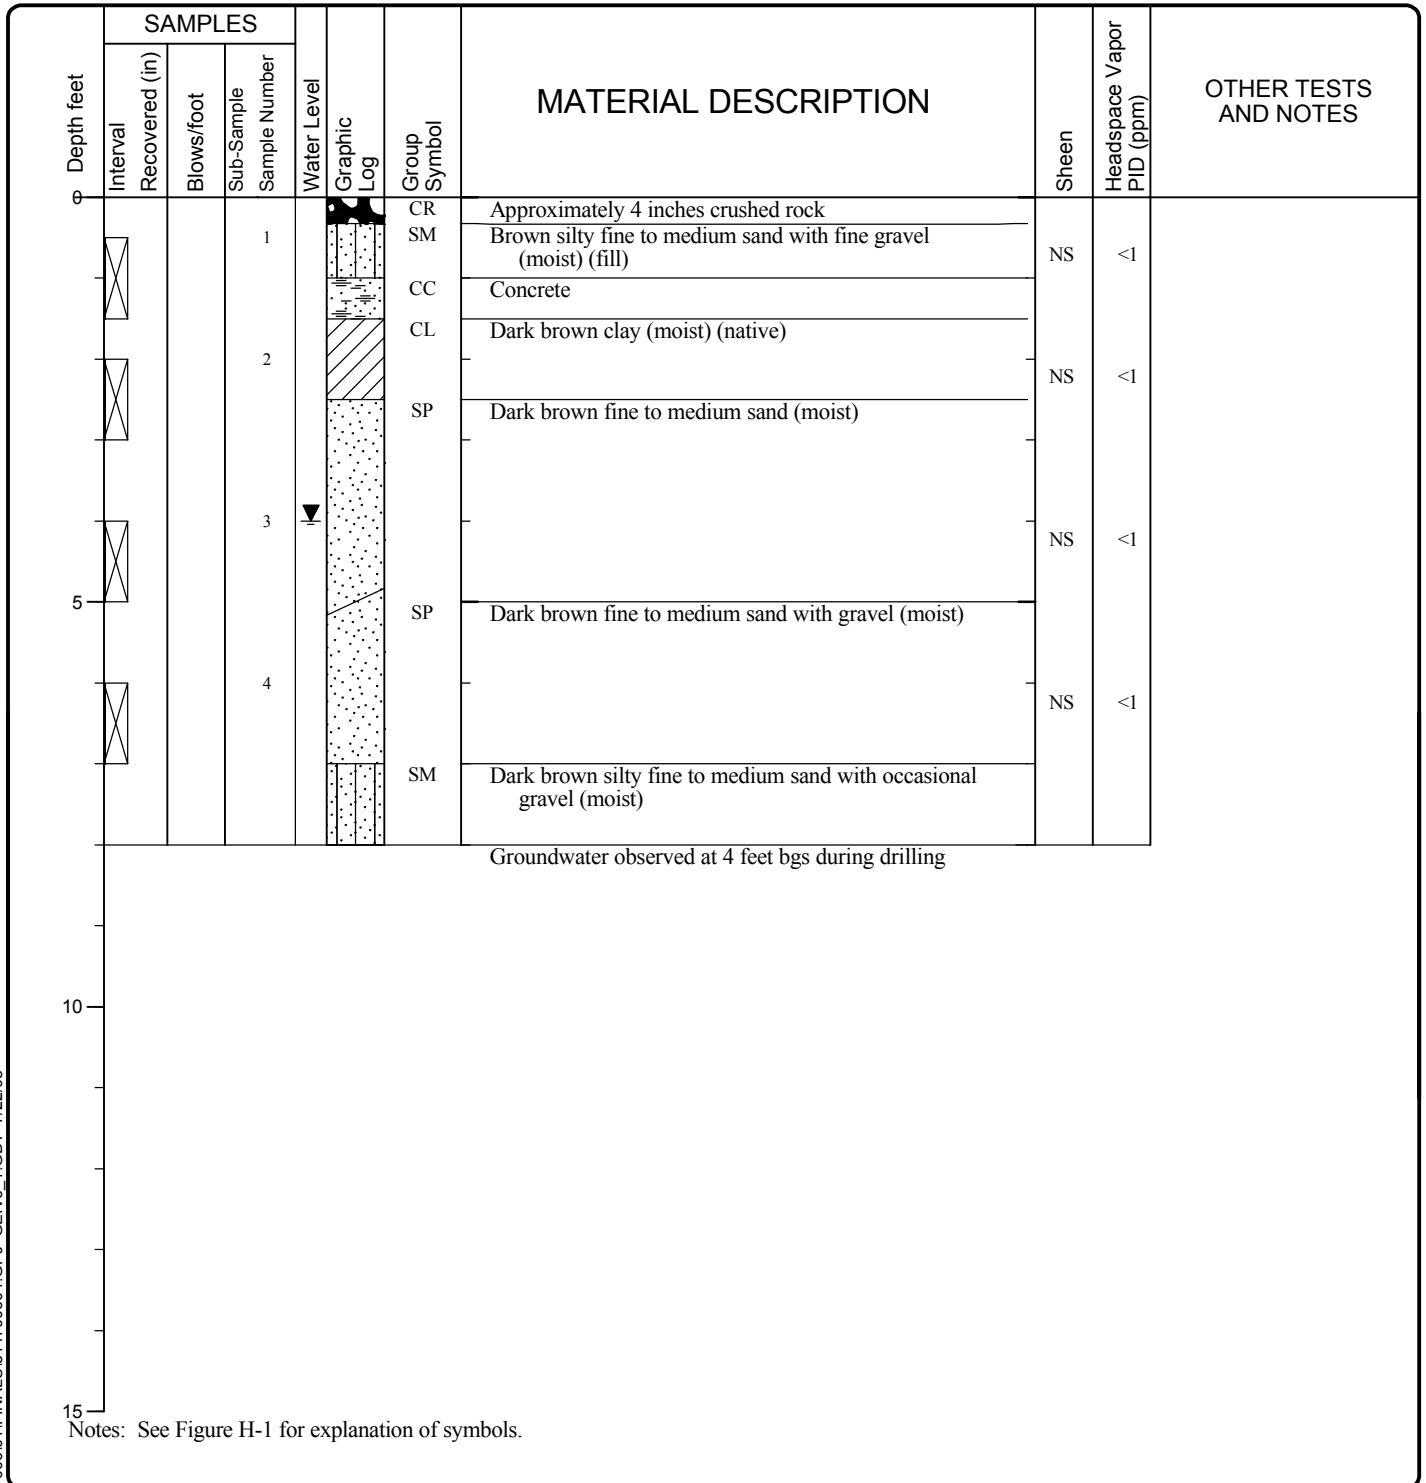 SAMPLES
Depth feet
Interval
Recovered (in)
Blows/foot
Sub-Sample
Sample Number
Water Level
Graphic
Log
Group
Symbol
MATERIAL DESCRIPTION
Sheen
Headspace Vapor
PID (ppm)
OTHER TESTS
AND NOTES
0
CR Approximately 4 inches crushed rock
1 SM Brown silty fine to medium sand with fine gravel
(moist) (fill) NS <1
CC Concrete
CL Dark brown clay (moist) (native)
2 NS <1
SP Dark brown fine to medium sand (moist)
3 NS <1
5 SP Dark brown fine to medium sand with gravel (moist)
4 NS <1
SM Dark brown silty fine to medium sand with occasional
gravel (moist)
Groundwater observed at 4 feet bgs during drilling
10
15
Notes: See Figure H-1 for explanation of symbols.